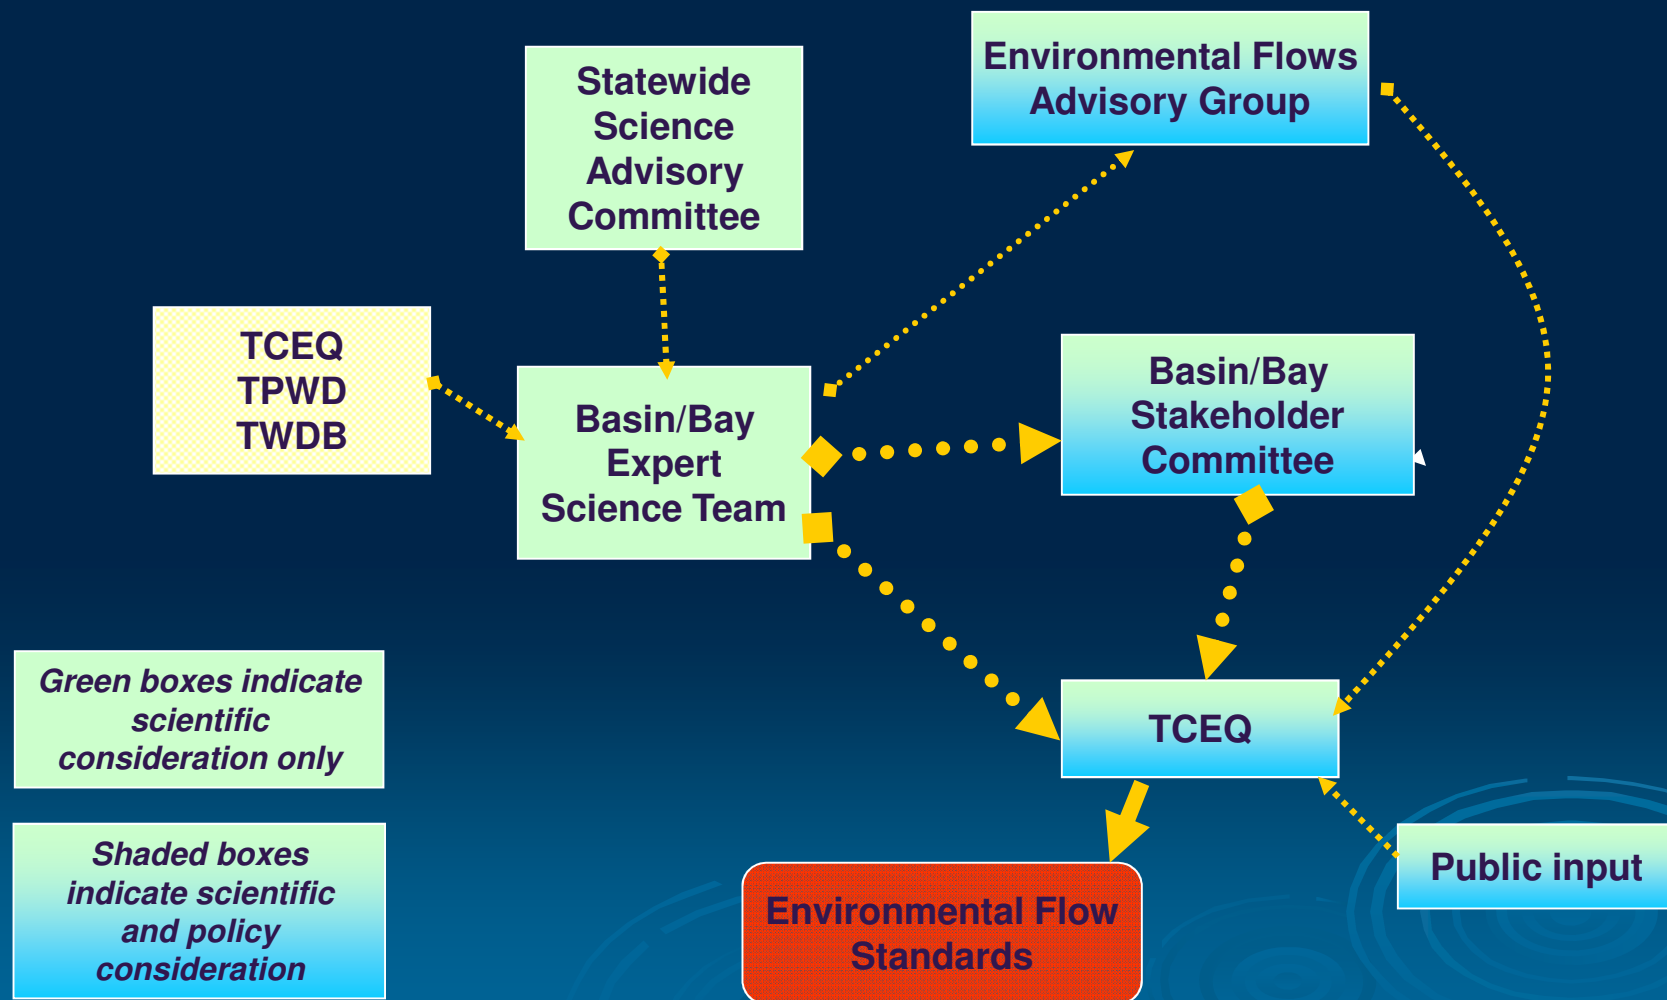 Statewide
Science
Advisory
Committee
Environmental Flows
Advisory Group
TCEQ
TPWD
TWDB
Basin/Bay
Expert
Science Team
Basin/Bay
Stakeholder
Committee
Green boxes indicate
scientific
consideration only
TCEQ
Shaded boxes
indicate scientific
and policy
consideration
Public input
Environmental Flow
Standards